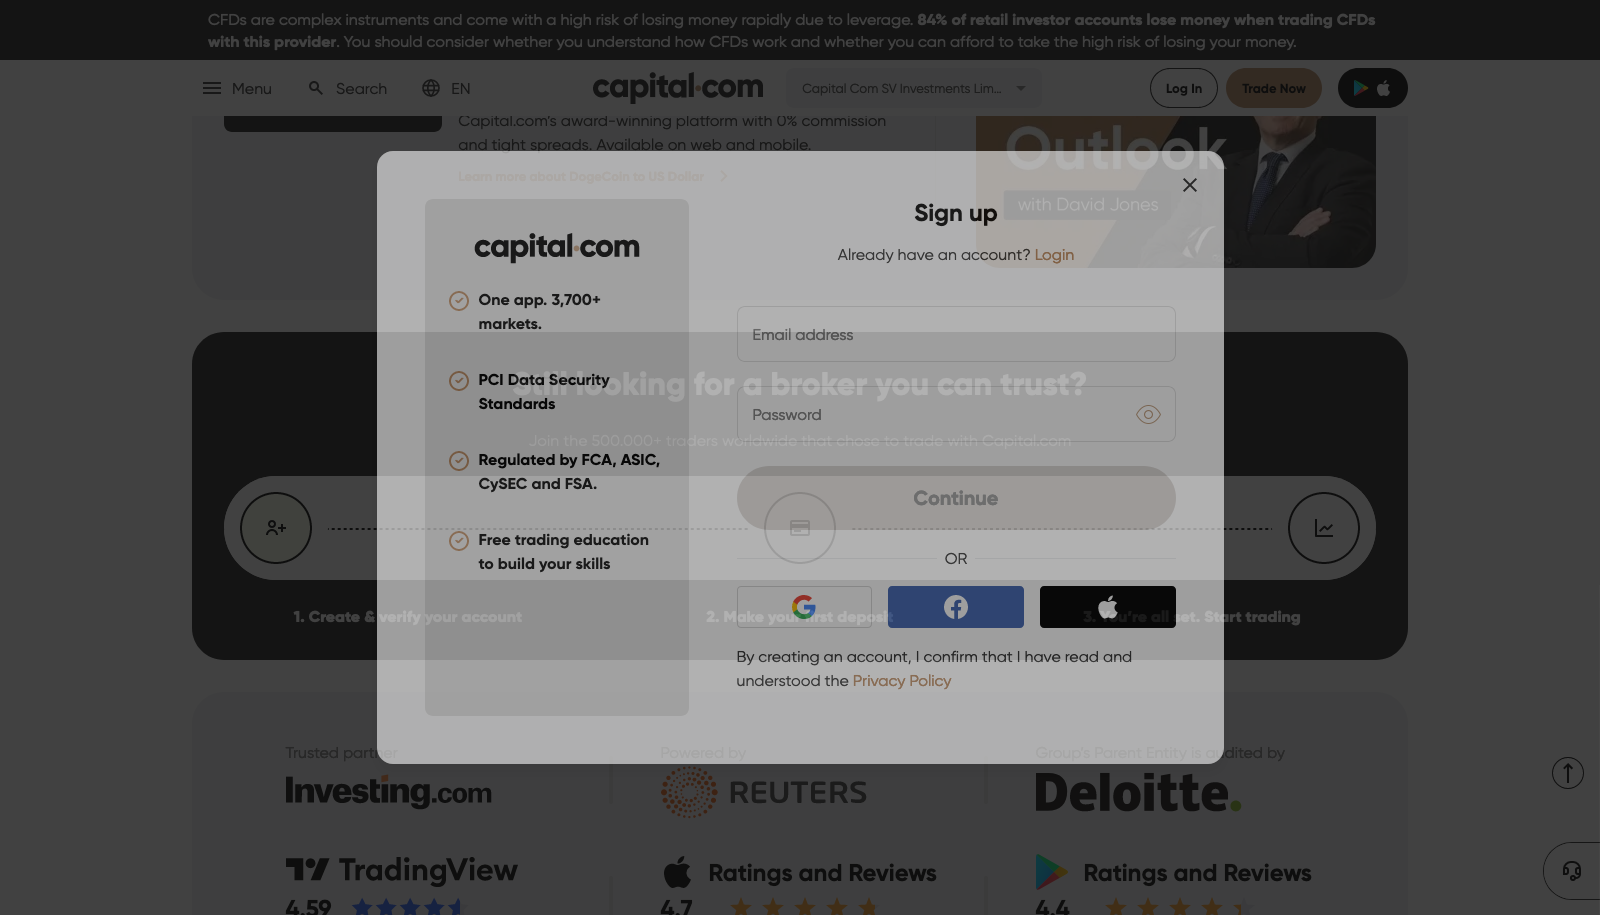 CFDs are complex instruments and come with a high risk of losing money rapidly due to leverage. 84% of retail investor accounts lose money when trading CFDs
with this provider. You should consider whether you understand how CFDs work and whether you can afford to take the high risk of losing your money.
Menu
Search
EN
capital.com
Capital Com SV Investments Lim...
Log In
Trade Now
Capital.com's award-winning platform with 0% commission
and tight spreads. Available on web and mobile.
Learn more about DogeCoin to US Dollar
Outlook
with David Jones
Sign up
Already have an account? Login
capital.com
One app. 3,700+
markets.
PCI Data Security
Standards
Regulated by FCA, ASIC,
CySEC and FSA.
Free trading education
to build your skills
Email address
Password
Continue
OR
By creating an account, I confirm that I have read and
understood the Privacy Policy
Still looking for a broker you can trust?
Join the 500.000+ traders worldwide that chose to trade with Capital.com
1. Create & verify your account
2. Make your first deposit
3. You're all set. Start trading
Trusted partner
Investing.com
Powered by
REUTERS
Group's Parent Entity is audited by
Deloitte.
TradingView
4.59
Ratings and Reviews
4.7
Ratings and Reviews
4.4